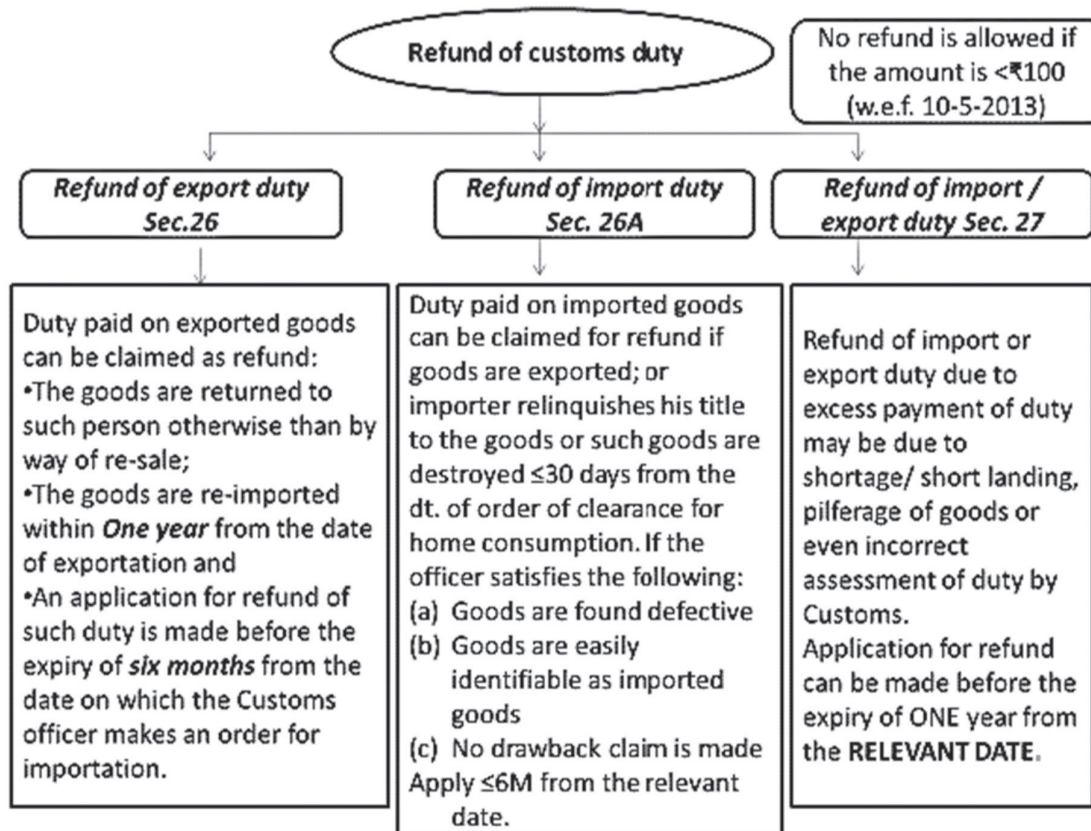 Refund of customs duty
No refund is allowed if
the amount is <₹100
(w.e.f. 10-5-2013)
Refund of export duty
Sec.26
Refund of import duty
Sec. 26A
Refund of import /
export duty Sec. 27
Duty paid on exported goods
can be claimed as refund:
•The goods are returned to
such person otherwise than by
way of re-sale;
•The goods are re-imported
within One year from the date
of exportation and
•An application for refund of
such duty is made before the
expiry of six months from the
date on which the Customs
officer makes an order for
importation.
Duty paid on imported goods
can be claimed for refund if
goods are exported; or
importer relinquishes his title
to the goods or such goods are
destroyed ≤30 days from the
dt. of order of clearance for
home consumption. If the
officer satisfies the following:
(a) Goods are found defective
(b) Goods are easily
identifiable as imported
goods
(c) No drawback claim is made
Apply ≤6M from the relevant
date.
Refund of import or
export duty due to
excess payment of duty
may be due to
shortage/ short landing,
pilferage of goods or
even incorrect
assessment of duty by
Customs.
Application for refund
can be made before the
expiry of ONE year from
the RELEVANT DATE.